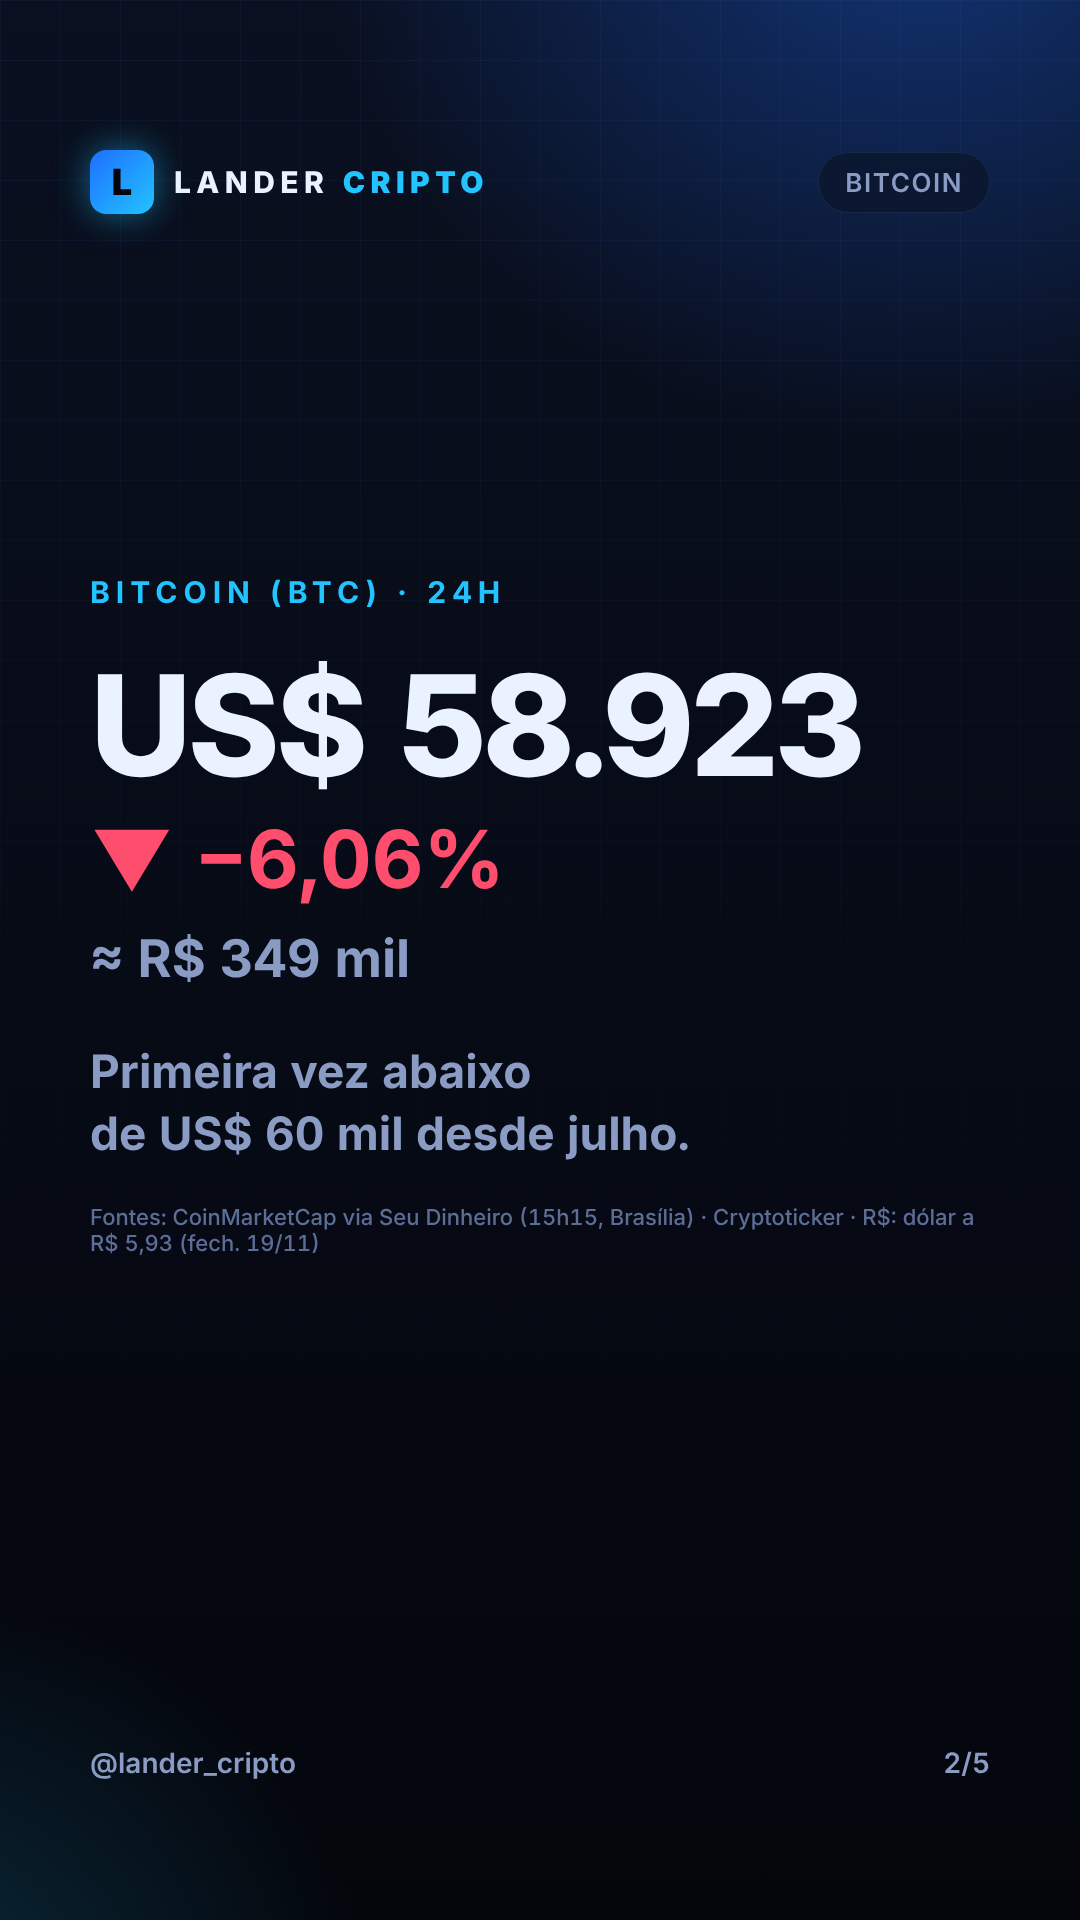 L LANDER CRIPTO
BITCOIN
BITCOIN (BTC) · 24H
US$ 58.923
▼ −6,06%
≈ R$ 349 mil
Primeira vez abaixo
de US$ 60 mil desde julho.
Fontes: CoinMarketCap via Seu Dinheiro (15h15, Brasília) · Cryptoticker · R$: dólar a
R$ 5,93 (fech. 19/11)
@lander_cripto
2/5